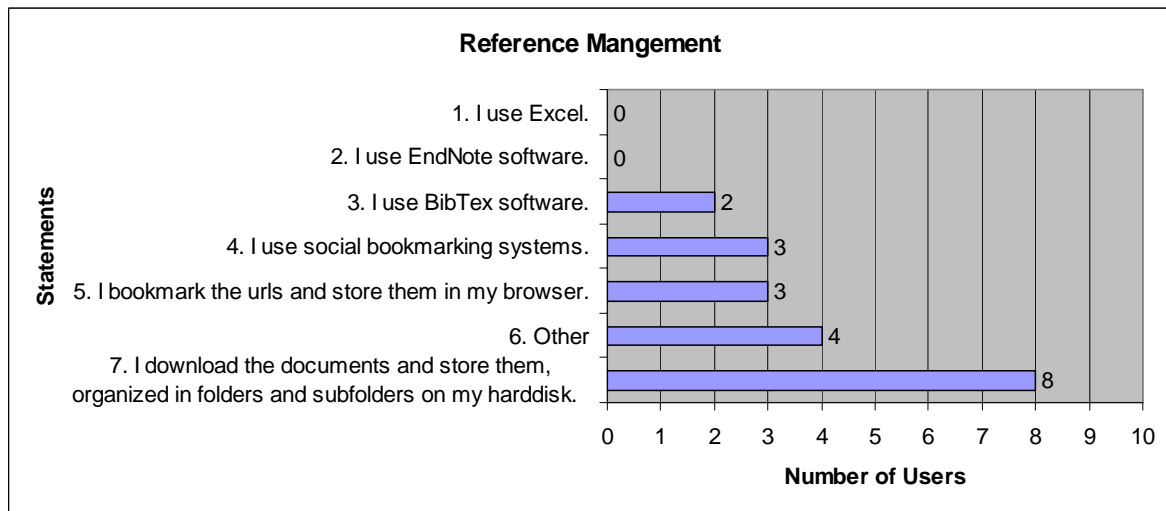 Reference Mangement
Statements
1. I use Excel.
0
2. I use EndNote software.
0
3. I use BibTex software.
2
4. I use social bookmarking systems.
3
5. I bookmark the urls and store them in my browser.
3
6. Other
4
7. I download the documents and store them,
organized in folders and subfolders on my harddisk.
8
0 1 2 3 4 5 6 7 8 9 10
Number of Users